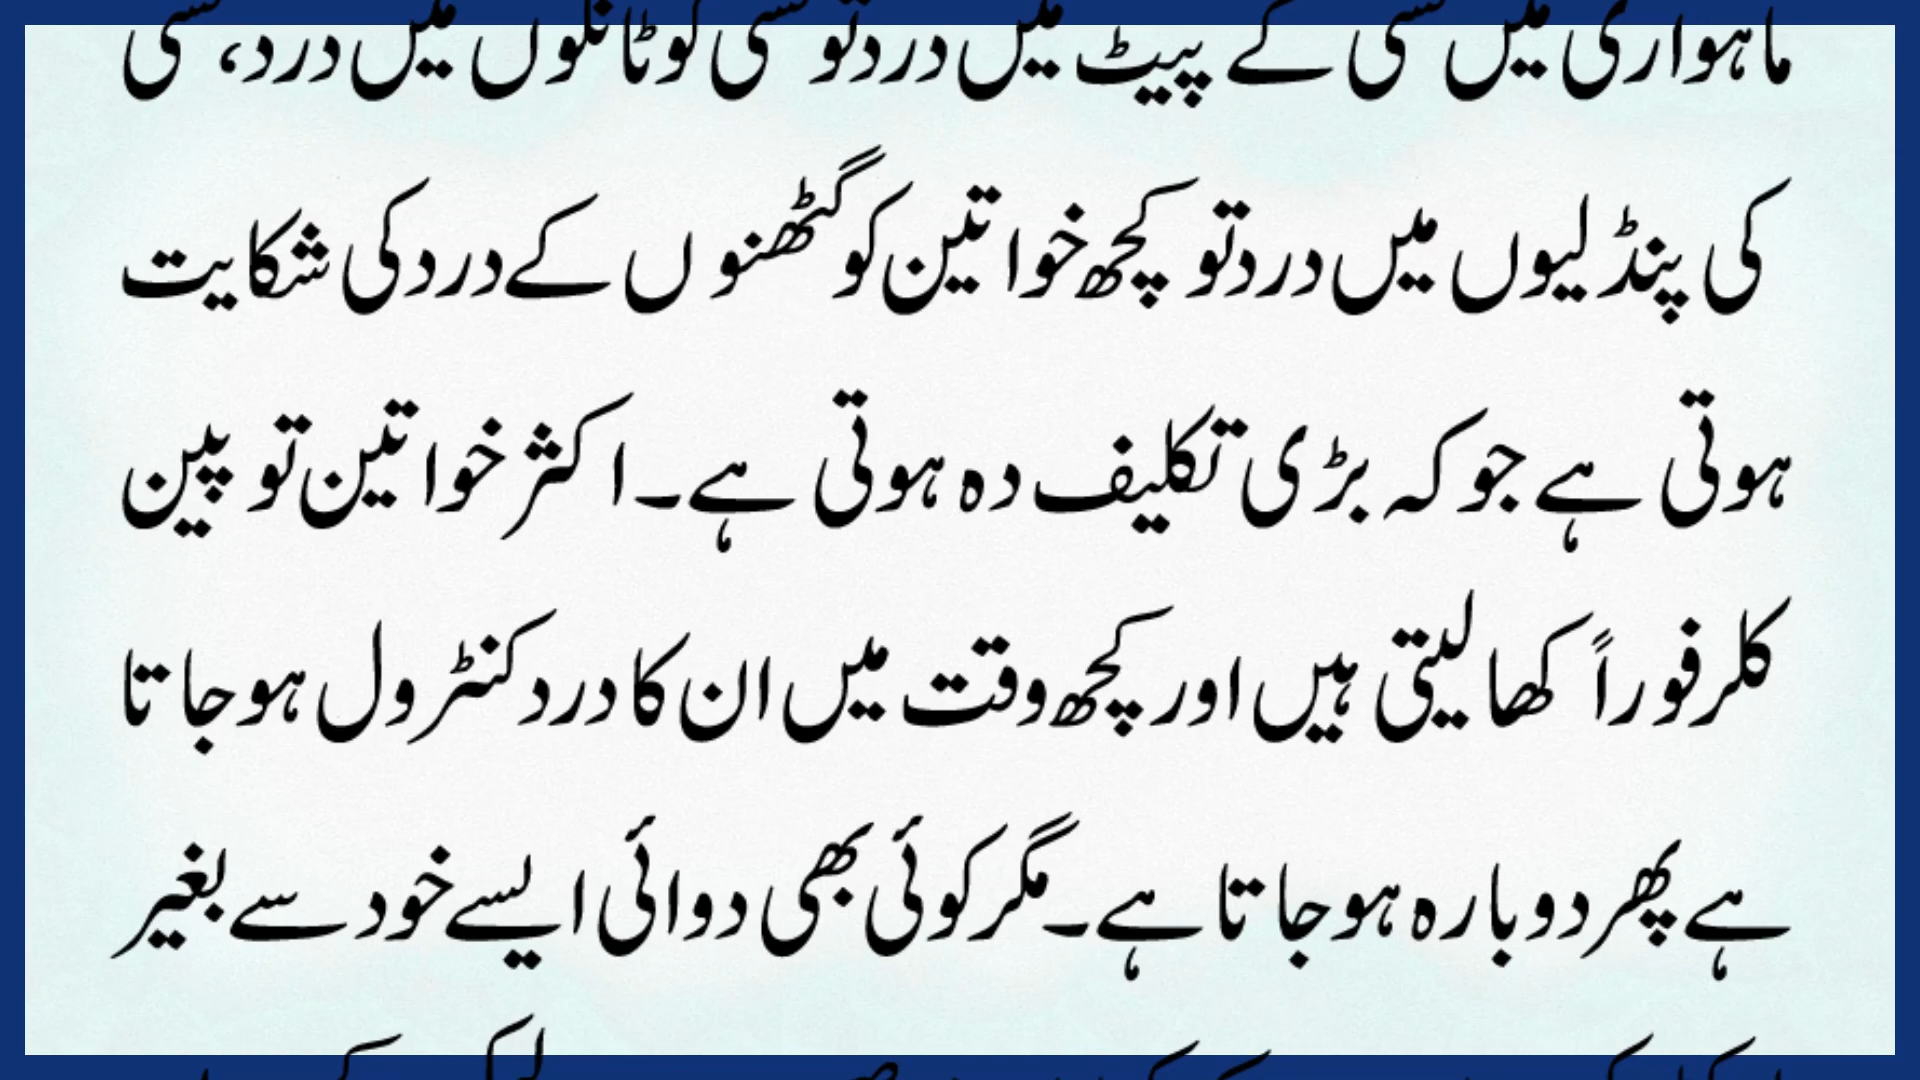 ماہواری میں کسی کے پیٹ میں درد تو کسی کو ٹانگوں میں درد، کسی
کی پنڈلیوں میں درد تو کچھ خواتین کو گٹھنوں کے درد کی شکایت
ہوتی ہے جو کہ بڑی تکلیف دہ ہوتی ہے۔ اکثر خواتین تو پین
کلر فوراً کھا لیتی ہیں اور کچھ وقت میں ان کا درد کنٹرول ہو جاتا
ہے پھر دوبارہ ہو جاتا ہے۔ مگر کوئی بھی دوائی ایسے خود سے بغیر